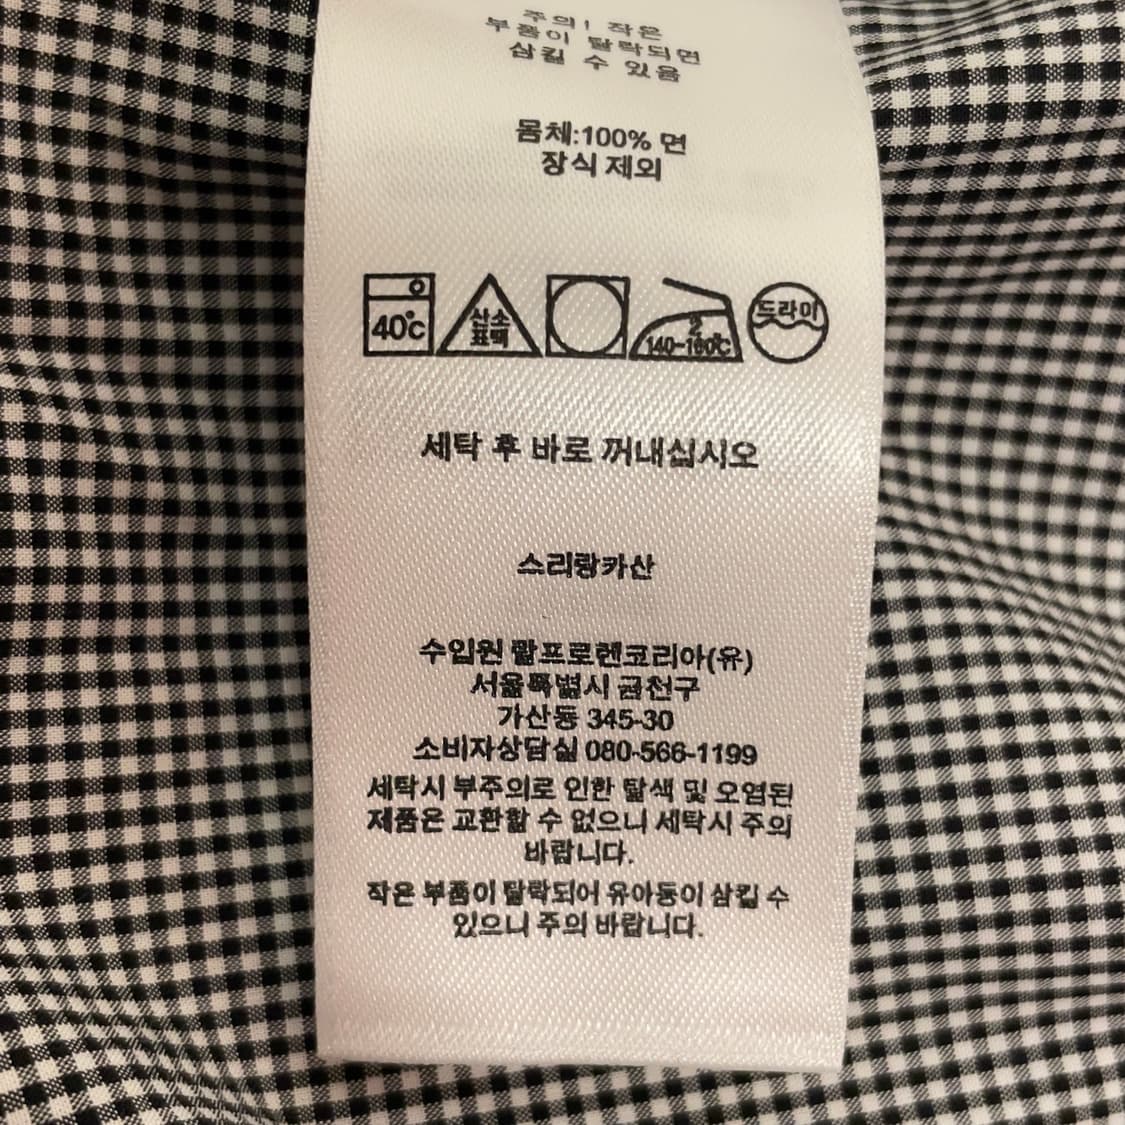 주의! 작은
부품이 탈락되면
삼킬 수 있음
몸체:100% 면
장식 제외
40℃
산소
표백
2
140~160℃
드라이
세탁 후 바로 꺼내십시오
스리랑카산
수입원 랄프로렌코리아(유)
서울특별시 금천구
가산동 345-30
소비자상담실 080-566-1199
세탁시 부주의로 인한 탈색 및 오염된
제품은 교환할 수 없으니 세탁시 주의
바랍니다.
작은 부품이 탈락되어 유아동이 삼킬 수
있으니 주의 바랍니다.